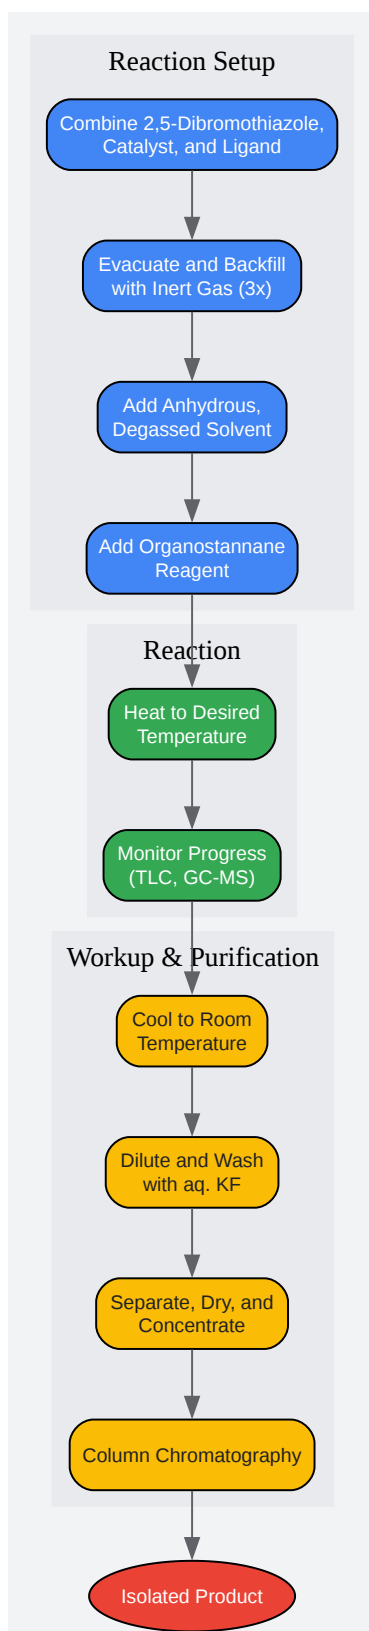 Reaction Setup
Combine 2,5-Dibromothiazole,
Catalyst, and Ligand
Evacuate and Backfill
with Inert Gas (3x)
Add Anhydrous,
Degassed Solvent
Add Organostannane
Reagent
Reaction
Heat to Desired
Temperature
Monitor Progress
(TLC, GC-MS)
Workup & Purification
Cool to Room
Temperature
Dilute and Wash
with aq. KF
Separate, Dry, and
Concentrate
Column Chromatography
Isolated Product